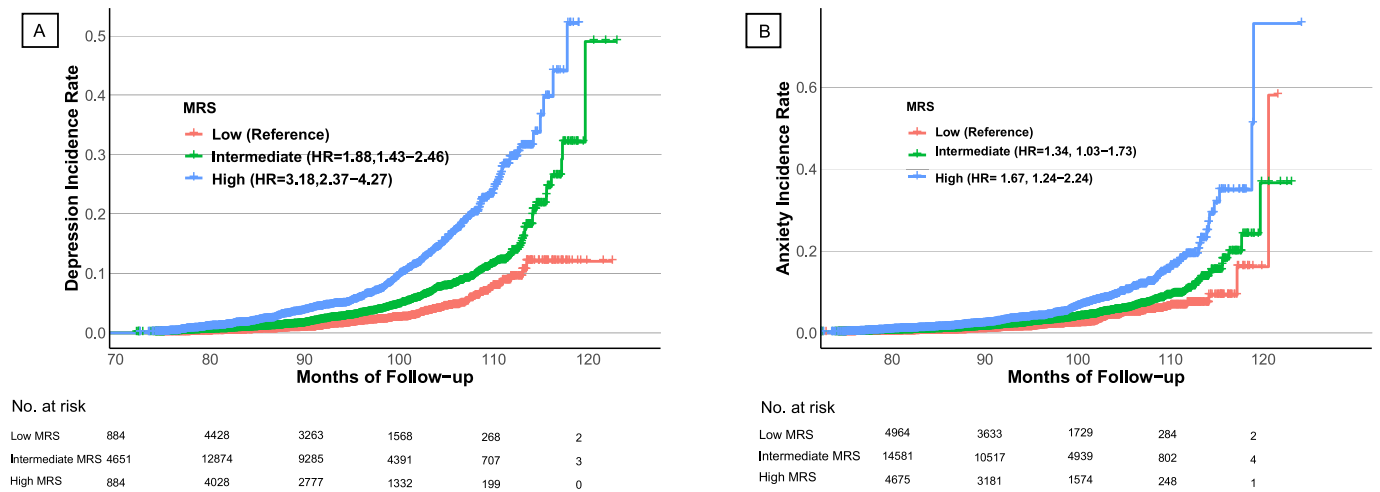 A
0.5
0.4
0.3
0.2
0.1
0.0
Depression Incidence Rate
MRS
Low (Reference)
Intermediate (HR=1.88,1.43−2.46)
High (HR=3.18,2.37−4.27)
70 80 90 100 110 120
Months of Follow−up
No. at risk
Low MRS 884 4428 3263 1568 268 2
Intermediate MRS 4651 12874 9285 4391 707 3
High MRS 884 4028 2777 1332 199 0
B
0.6
0.4
0.2
0.0
Anxiety Incidence Rate
MRS
Low (Reference)
Intermediate (HR=1.34, 1.03−1.73)
High (HR= 1.67, 1.24−2.24)
80 90 100 110 120
Months of Follow−up
No. at risk
Low MRS 4964 3633 1729 284 2
Intermediate MRS 14581 10517 4939 802 4
High MRS 4675 3181 1574 248 1